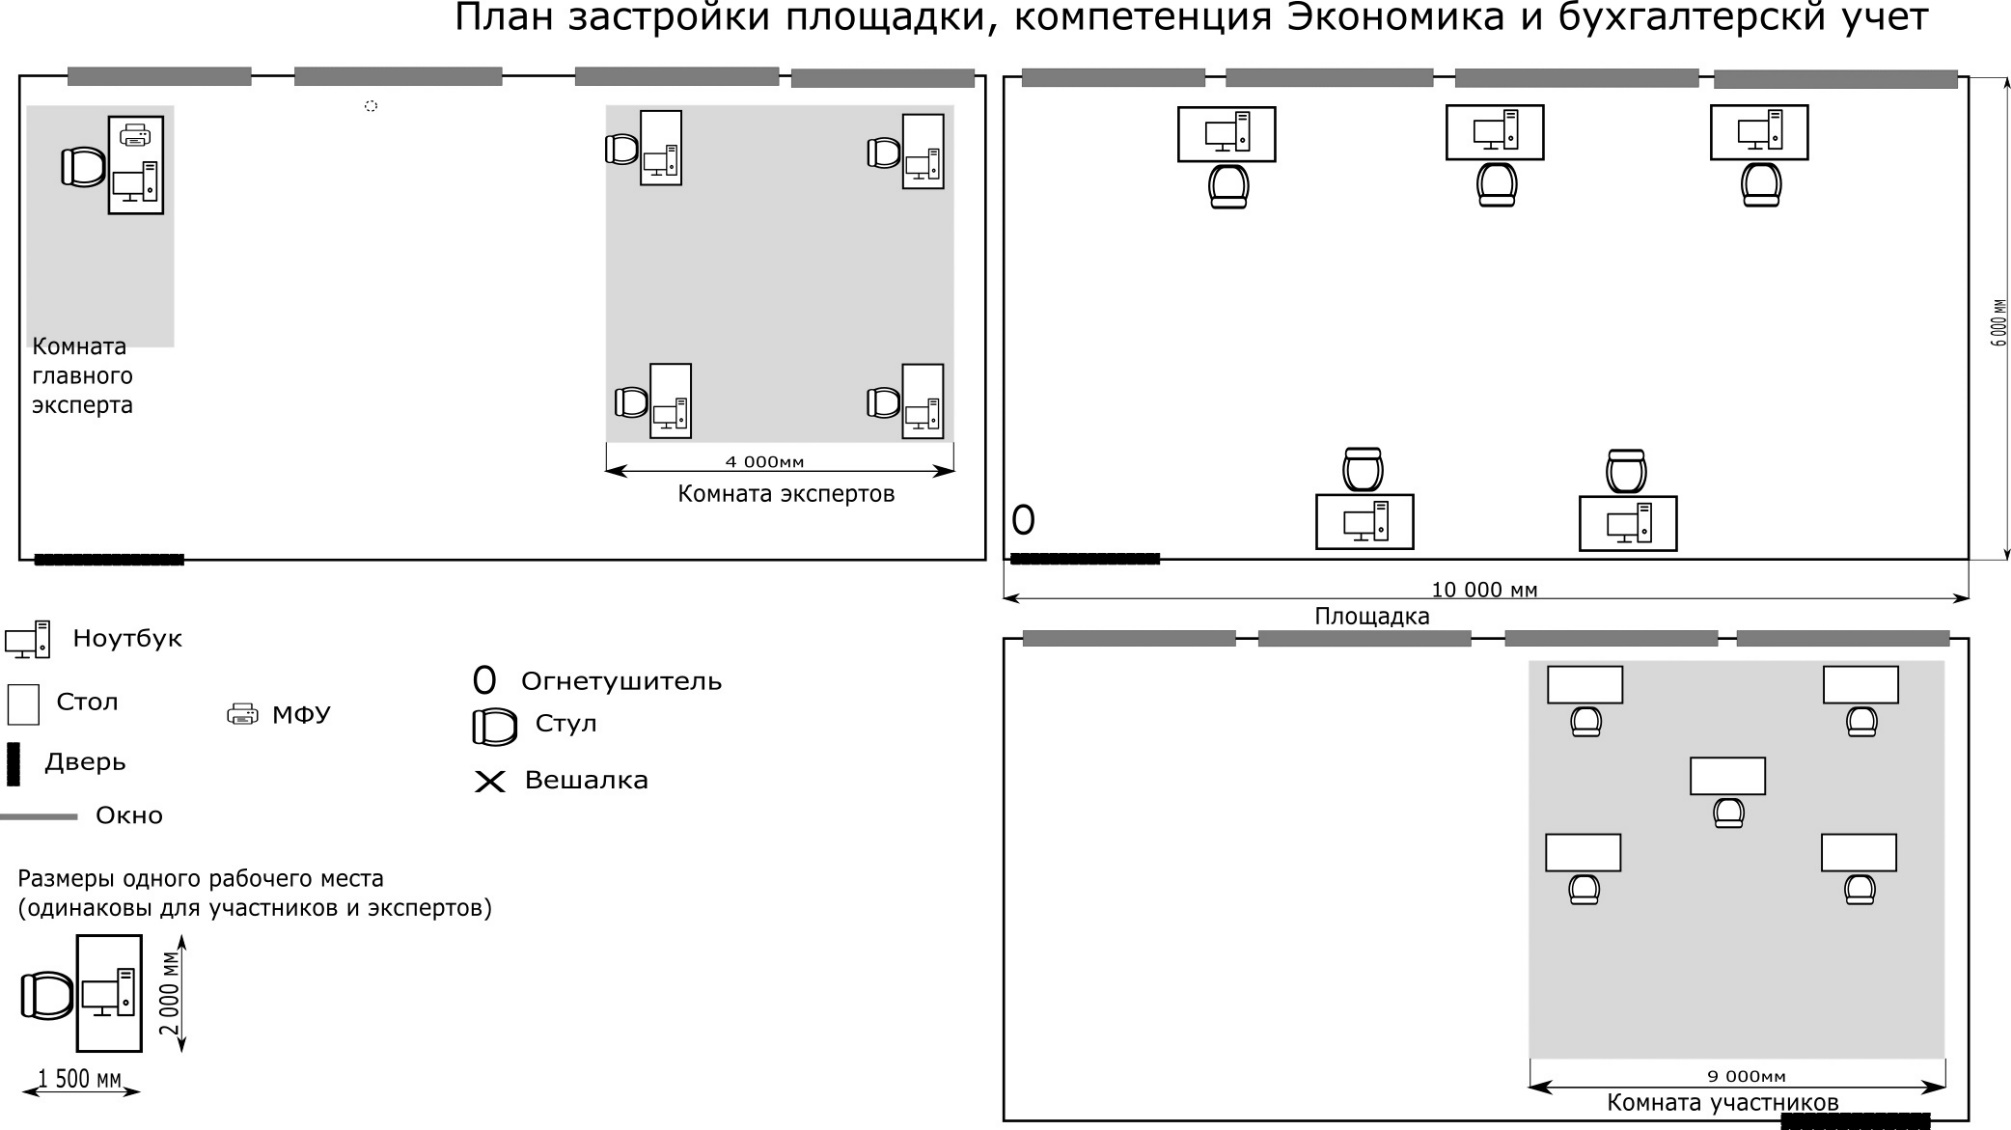 План застройки площадки, компетенция Экономика и бухгалтерскй учет
Комната
главного
эксперта
4 000мм
Комната экспертов
O
6 000 мм
10 000 мм
Площадка
Ноутбук
Стол
МФУ
Дверь
Окно
O Огнетушитель
Стул
X Вешалка
Размеры одного рабочего места
(одинаковы для участников и экспертов)
2 000 мм
1 500 мм
9 000мм
Комната участников